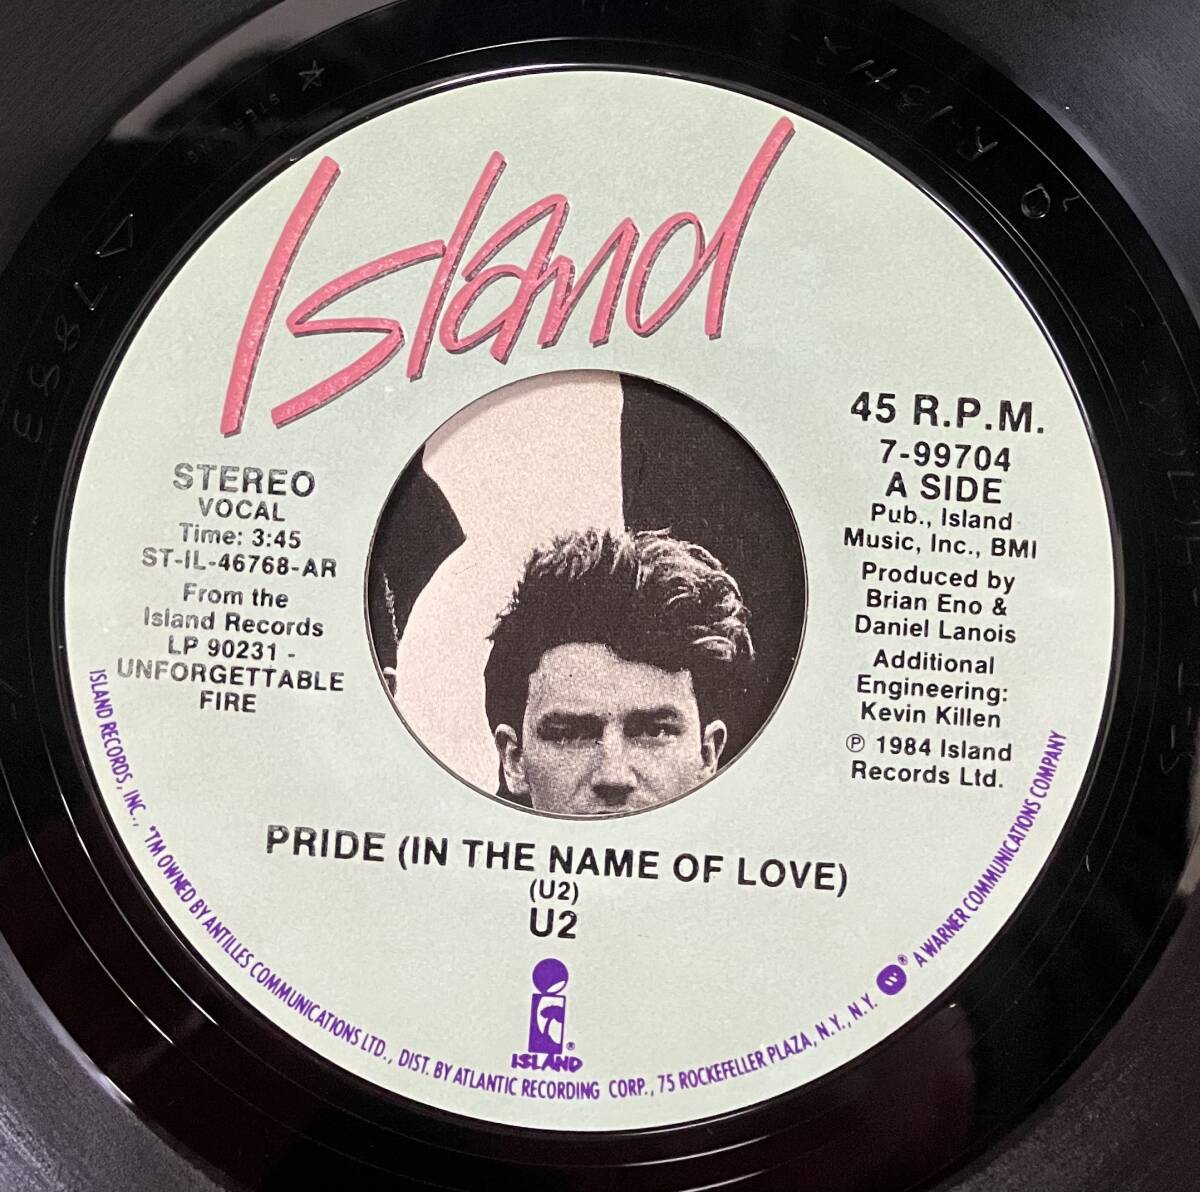 Island
STEREO
VOCAL
Time: 3:45
ST-IL-46768-AR
From the
Island Records
LP 90231 -
UNFORGETTABLE
FIRE
45 R.P.M.
7-99704
A SIDE
Pub., Island
Music, Inc., BMI
Produced by
Brian Eno &
Daniel Lanois
Additional
Engineering:
Kevin Killen
℗ 1984 Island
Records Ltd.
PRIDE (IN THE NAME OF LOVE)
(U2)
U2
ISLAND®
ISLAND RECORDS, INC., *TM OWNED BY ANTILLES COMMUNICATIONS LTD., DIST. BY ATLANTIC RECORDING CORP., 75 ROCKEFELLER PLAZA, N.Y., N.Y. ® A WARNER COMMUNICATIONS COMPANY